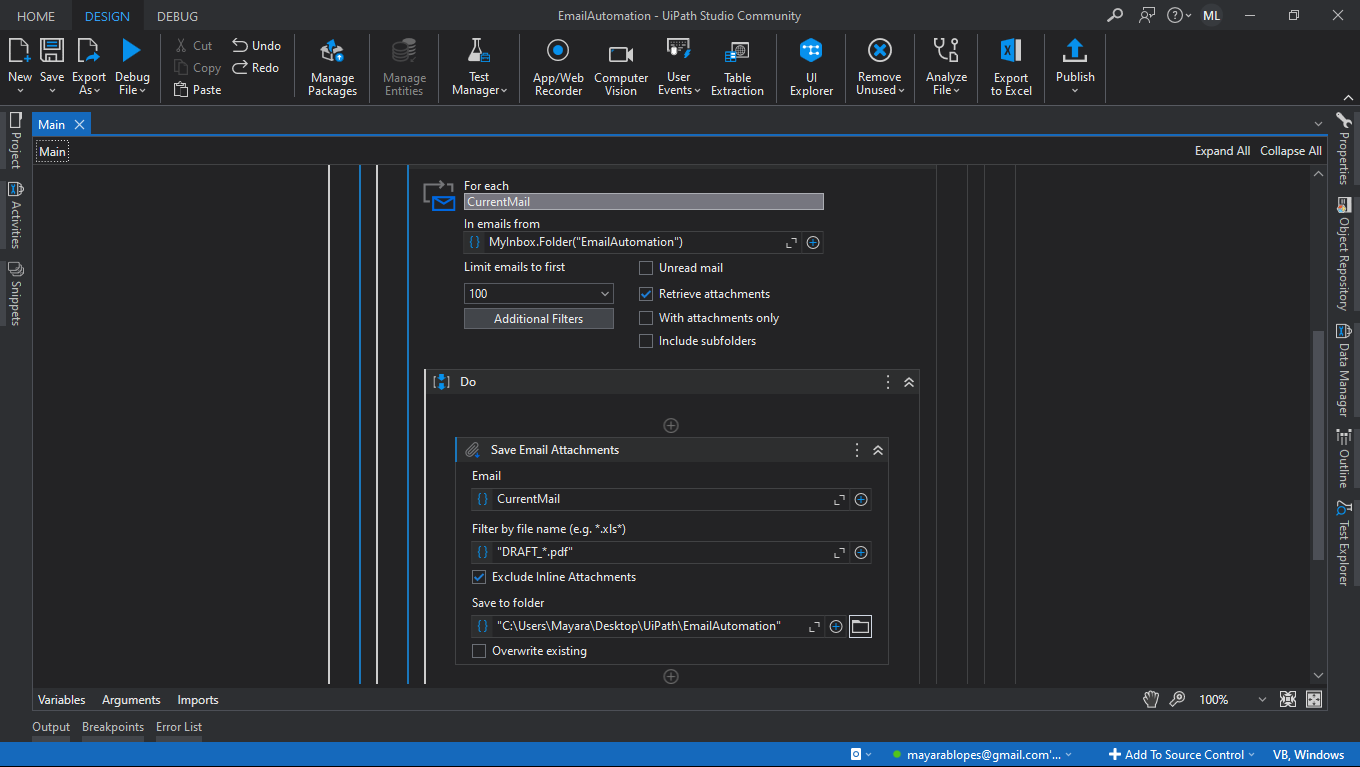 HOME DESIGN DEBUG EmailAutomation - UiPath Studio Community ML
New Save Export As Debug File Cut Copy Paste Undo Redo Manage Packages Manage Entities Test Manager App/Web Recorder Computer Vision User Events Table Extraction UI Explorer Remove Unused Analyze File Export to Excel Publish
Main
Main Expand All Collapse All
Project
Activities
Snippets
For each
CurrentMail
In emails from
MyInbox.Folder("EmailAutomation")
Limit emails to first
Unread mail
100
Retrieve attachments
Additional Filters
With attachments only
Include subfolders
Do
Save Email Attachments
Email
CurrentMail
Filter by file name (e.g. *.xls*)
"DRAFT_*.pdf"
Exclude Inline Attachments
Save to folder
"C:\Users\Mayara\Desktop\UiPath\EmailAutomation"
Overwrite existing
Properties
Object Repository
Data Manager
Outline
Test Explorer
Variables Arguments Imports 100%
Output Breakpoints Error List
mayarablopes@gmail.com'... Add To Source Control VB, Windows